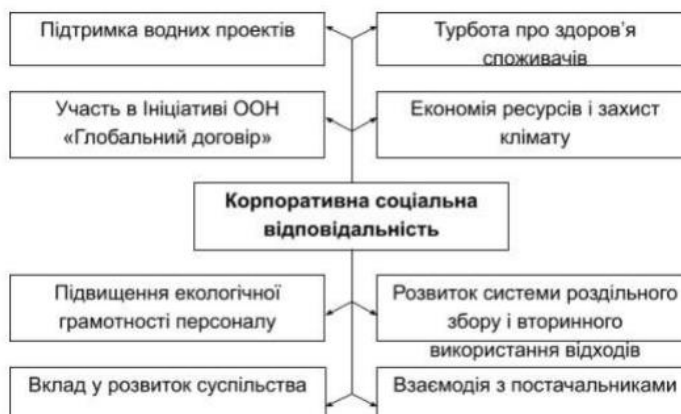 Підтримка водних проектів
Турбота про здоров’я
споживачів
Участь в Ініціативі ООН
«Глобальний договір»
Економія ресурсів і захист
клімату
Корпоративна соціальна
відповідальність
Підвищення екологічної
грамотності персоналу
Розвиток системи роздільного
збору і вторинного
використання відходів
Вклад у розвиток суспільства
Взаємодія з постачальниками